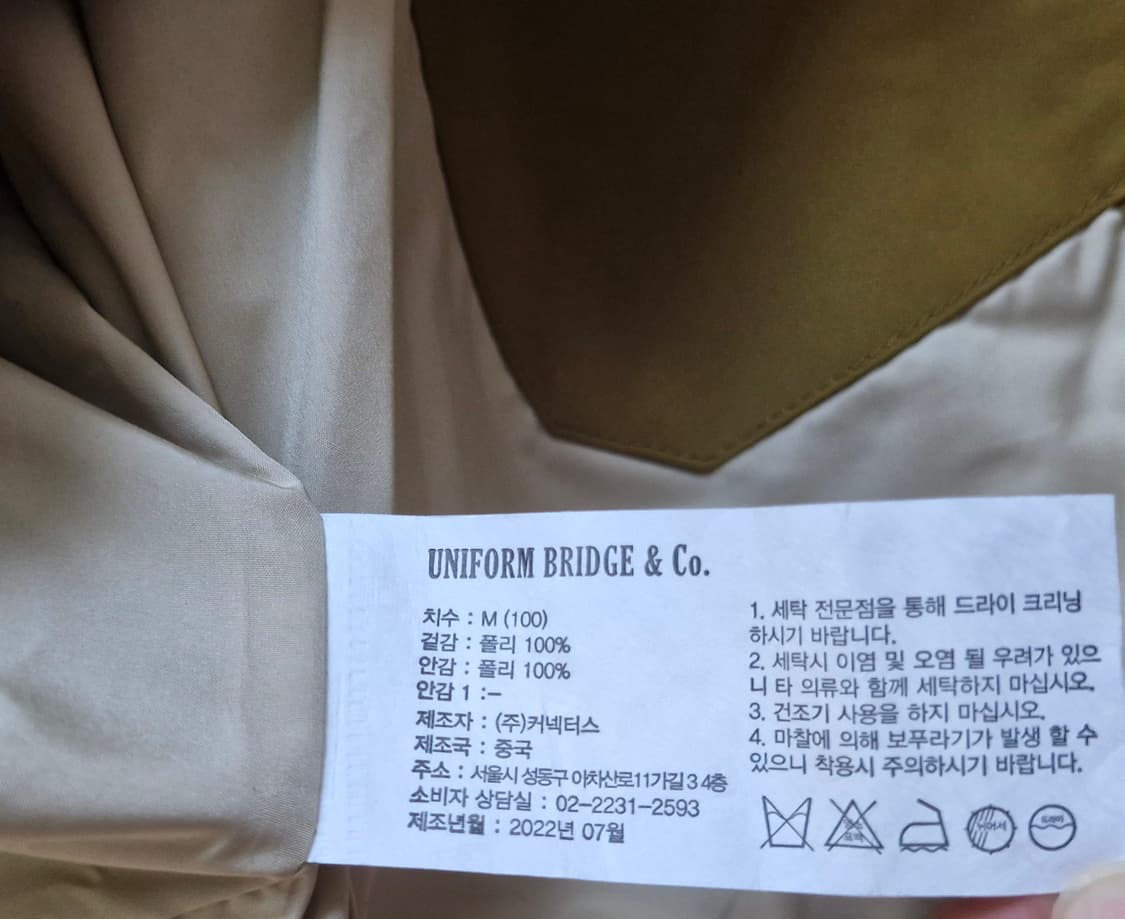 UNIFORM BRIDGE & Co.
치수 : M (100)
겉감 : 폴리 100%
안감 : 폴리 100%
안감 1 :–
제조자 : (주)커넥터스
제조국 : 중국
주소 : 서울시 성동구 아차산로11가길 3 4층
소비자 상담실 : 02–2231–2593
제조년월 : 2022년 07월
1. 세탁 전문점을 통해 드라이 크리닝
하시기 바랍니다.
2. 세탁시 이염 및 오염 될 우려가 있으
니 타 의류와 함께 세탁하지 마십시오.
3. 건조기 사용을 하지 마십시오.
4. 마찰에 의해 보푸라기가 발생 할 수
있으니 착용시 주의하시기 바랍니다.
드라이